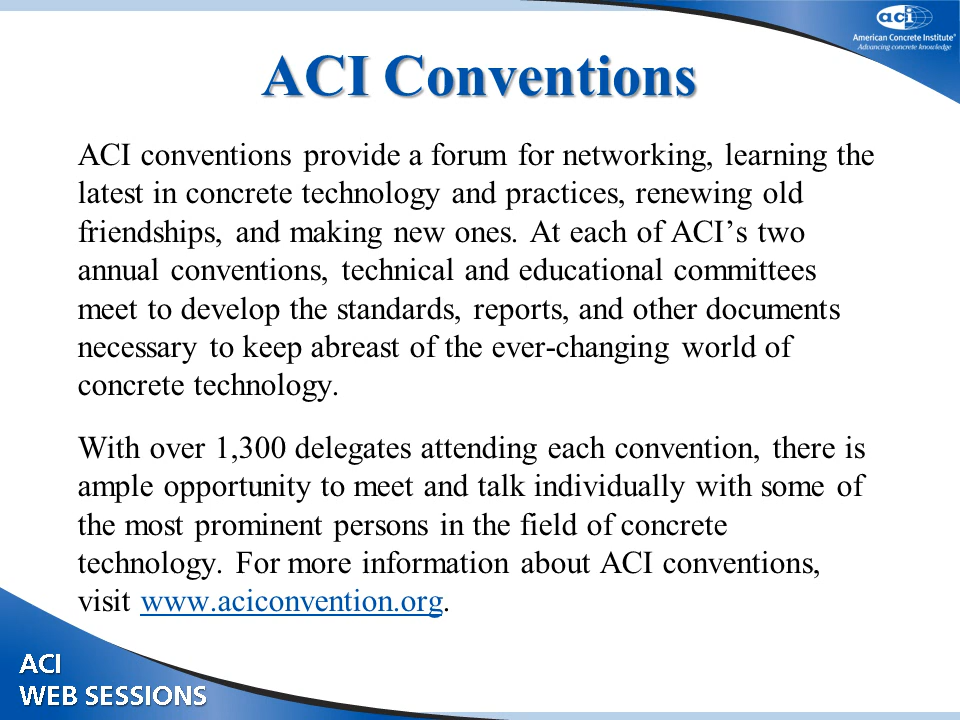 aci
American Concrete Institute®
Advancing concrete knowledge
ACI Conventions
ACI conventions provide a forum for networking, learning the
latest in concrete technology and practices, renewing old
friendships, and making new ones. At each of ACI’s two
annual conventions, technical and educational committees
meet to develop the standards, reports, and other documents
necessary to keep abreast of the ever-changing world of
concrete technology.
With over 1,300 delegates attending each convention, there is
ample opportunity to meet and talk individually with some of
the most prominent persons in the field of concrete
technology. For more information about ACI conventions,
visit www.aciconvention.org.
ACI
WEB SESSIONS